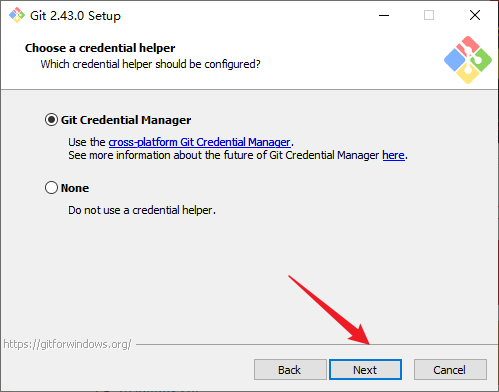 Git 2.43.0 Setup
Choose a credential helper
Which credential helper should be configured?
Git Credential Manager
Use the cross-platform Git Credential Manager.
See more information about the future of Git Credential Manager here.
None
Do not use a credential helper.
https://gitforwindows.org/
Back Next Cancel